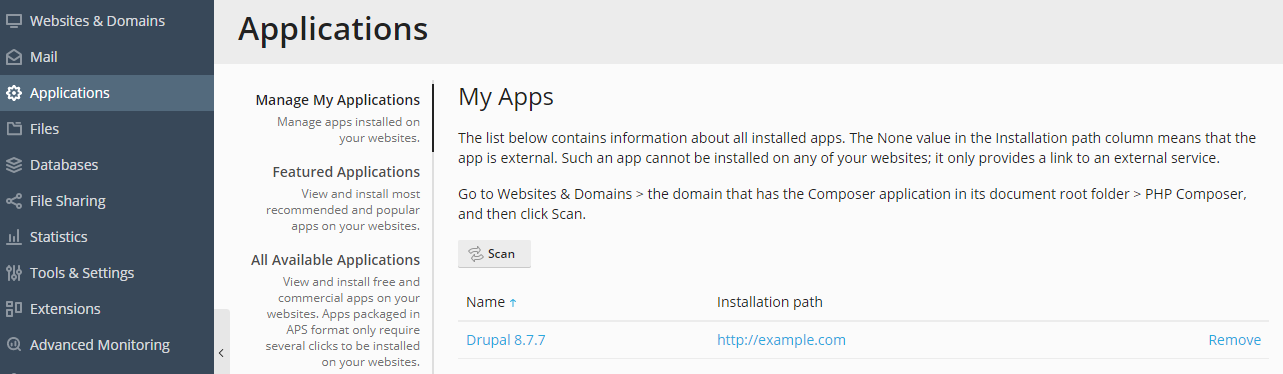 Websites & Domains
Mail
Applications
Files
Databases
File Sharing
Statistics
Tools & Settings
Extensions
Advanced Monitoring
Applications
Manage My Applications
Manage apps installed on
your websites.
Featured Applications
View and install most
recommended and popular
apps on your websites.
All Available Applications
View and install free and
commercial apps on your
websites. Apps packaged in
APS format only require
several clicks to be installed
on your websites.
My Apps
The list below contains information about all installed apps. The None value in the Installation path column means that the
app is external. Such an app cannot be installed on any of your websites; it only provides a link to an external service.
Go to Websites & Domains > the domain that has the Composer application in its document root folder > PHP Composer,
and then click Scan.
Scan
Name ↑ Installation path
Drupal 8.7.7 http://example.com Remove